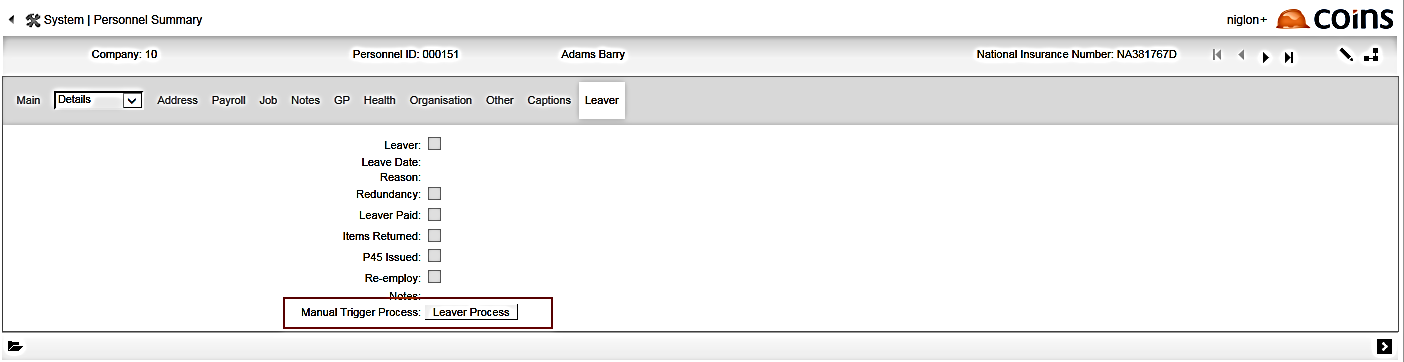 System | Personnel Summary
niglon+
coins
Company: 10 Personnel ID: 000151 Adams Barry National Insurance Number: NA381767D
Main Details Address Payroll Job Notes GP Health Organisation Other Captions Leaver
Leaver:
Leave Date:
Reason:
Redundancy:
Leaver Paid:
Items Returned:
P45 Issued:
Re-employ:
Notes:
Manual Trigger Process: Leaver Process